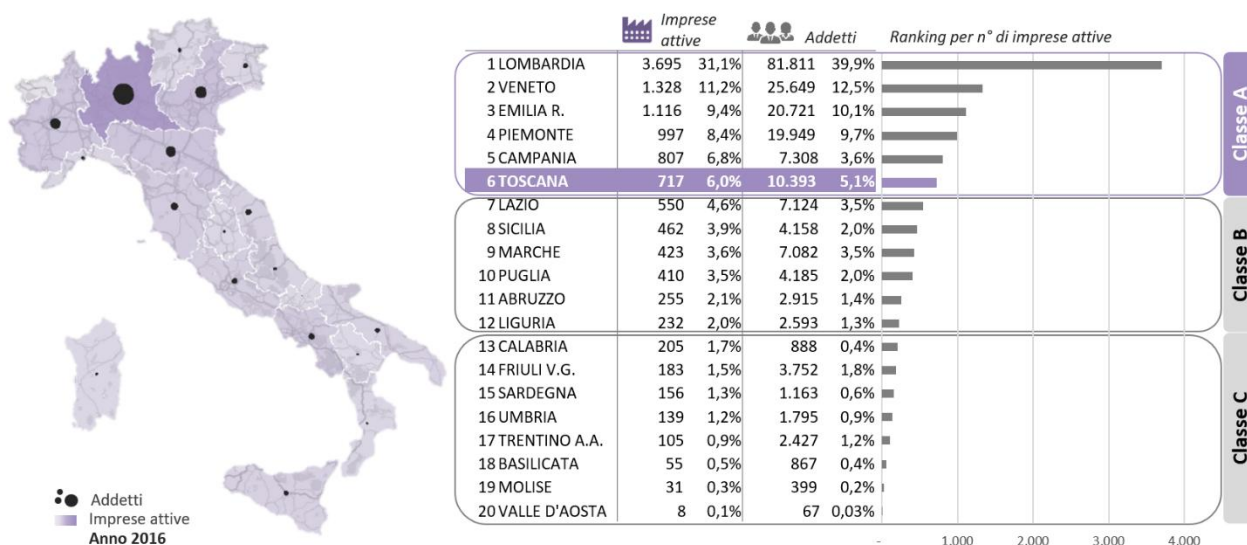 Imprese attive
Addetti
Ranking per n° di imprese attive
1 LOMBARDIA 3.695 31,1% 81.811 39,9%
2 VENETO 1.328 11,2% 25.649 12,5%
3 EMILIA R. 1.116 9,4% 20.721 10,1%
4 PIEMONTE 997 8,4% 19.949 9,7%
5 CAMPANIA 807 6,8% 7.308 3,6%
6 TOSCANA 717 6,0% 10.393 5,1%
Classe A
7 LAZIO 550 4,6% 7.124 3,5%
8 SICILIA 462 3,9% 4.158 2,0%
9 MARCHE 423 3,6% 7.082 3,5%
10 PUGLIA 410 3,5% 4.185 2,0%
11 ABRUZZO 255 2,1% 2.915 1,4%
12 LIGURIA 232 2,0% 2.593 1,3%
Classe B
13 CALABRIA 205 1,7% 888 0,4%
14 FRIULI V.G. 183 1,5% 3.752 1,8%
15 SARDEGNA 156 1,3% 1.163 0,6%
16 UMBRIA 139 1,2% 1.795 0,9%
17 TRENTINO A.A. 105 0,9% 2.427 1,2%
18 BASILICATA 55 0,5% 867 0,4%
19 MOLISE 31 0,3% 399 0,2%
20 VALLE D'AOSTA 8 0,1% 67 0,03%
Classe C
- 1.000 2.000 3.000 4.000
Addetti
Imprese attive
Anno 2016